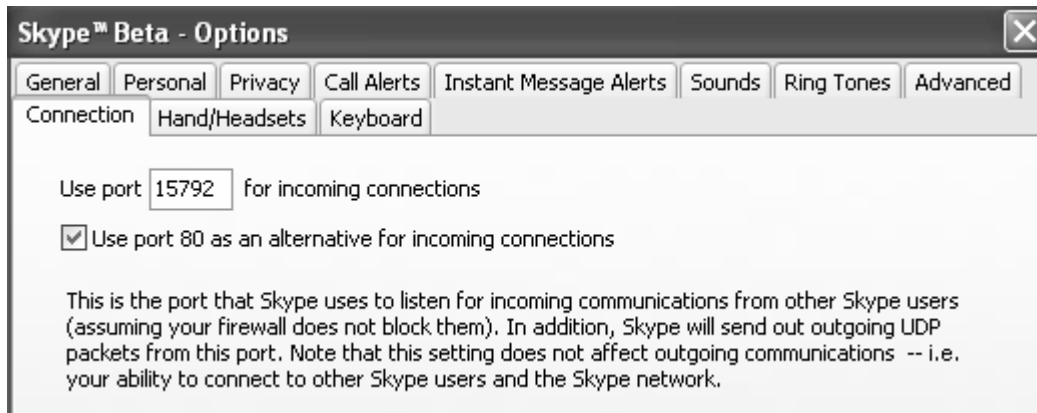 Skype™ Beta - Options
General Personal Privacy Call Alerts Instant Message Alerts Sounds Ring Tones Advanced
Connection Hand/Headsets Keyboard
Use port 15792 for incoming connections
Use port 80 as an alternative for incoming connections
This is the port that Skype uses to listen for incoming communications from other Skype users
(assuming your firewall does not block them). In addition, Skype will send out outgoing UDP
packets from this port. Note that this setting does not affect outgoing communications -- i.e.
your ability to connect to other Skype users and the Skype network.